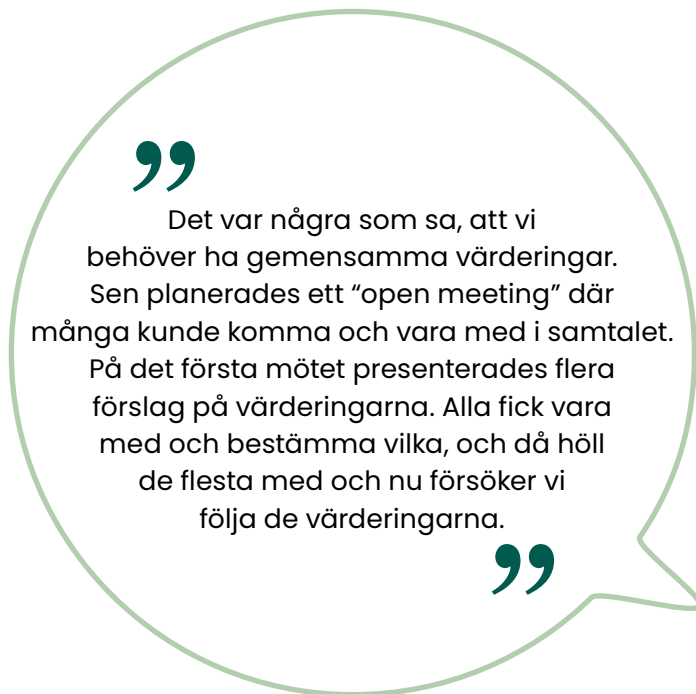 ”
Det var några som sa, att vi
behöver ha gemensamma värderingar.
Sen planerades ett “open meeting” där
många kunde komma och vara med i samtalet.
På det första mötet presenterades flera
förslag på värderingarna. Alla fick vara
med och bestämma vilka, och då höll
de flesta med och nu försöker vi
följa de värderingarna.
”